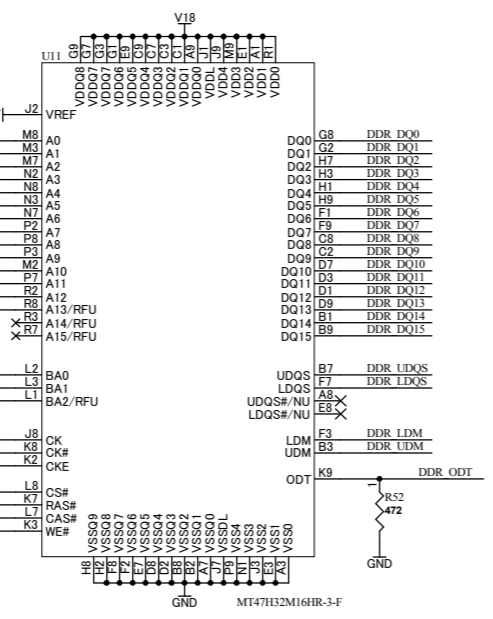 V18
G9 G7 G3 G1 E9 C9 C7 C3 C1 A9 J1 J9 M9 E1 A1 R1
U11
VDDQ8 VDDQ7 VDDQ6 VDDQ5 VDDQ4 VDDQ3 VDDQ2 VDDQ1 VDDQ0 VDDL VDD4 VDD3 VDD2 VDD1 VDD0
J2 VREF
M8 A0 DQ0 G8 DDR_DQ0
M3 A1 DQ1 G2 DDR_DQ1
M7 A2 DQ2 H7 DDR_DQ2
N2 A3 DQ3 H3 DDR_DQ3
N8 A4 DQ4 H1 DDR_DQ4
N3 A5 DQ5 H9 DDR_DQ5
N7 A6 DQ6 F1 DDR_DQ6
P2 A7 DQ7 F9 DDR_DQ7
P8 A8 DQ8 C8 DDR_DQ8
P3 A9 DQ9 C2 DDR_DQ9
M2 A10 DQ10 D7 DDR_DQ10
P7 A11 DQ11 D3 DDR_DQ11
R2 A12 DQ12 D1 DDR_DQ12
R8 A13/RFU DQ13 D9 DDR_DQ13
R3 A14/RFU DQ14 B1 DDR_DQ14
R7 A15/RFU DQ15 B9 DDR_DQ15
L2 BA0 UDQS B7 DDR_UDQS
L3 BA1 LDQS F7 DDR_LDQS
L1 BA2/RFU UDQS#/NU A8
LDQS#/NU E8
J8 CK LDM F3 DDR_LDM
K8 CK# UDM B3 DDR_UDM
K2 CKE
ODT K9 DDR_ODT
L8 CS#
K7 RAS#
L7 CAS#
K3 WE#
1 R52
472
GND
VSSQ9 VSSQ8 VSSQ7 VSSQ6 VSSQ5 VSSQ4 VSSQ3 VSSQ2 VSSQ1 VSSQ0 VSSDL VSS4 VSS3 VSS2 VSS1 VSS0
H8 H2 F8 F2 E7 D8 D2 B8 B2 A7 J7 P9 N1 J3 E3 A3
GND
MT47H32M16HR-3-F